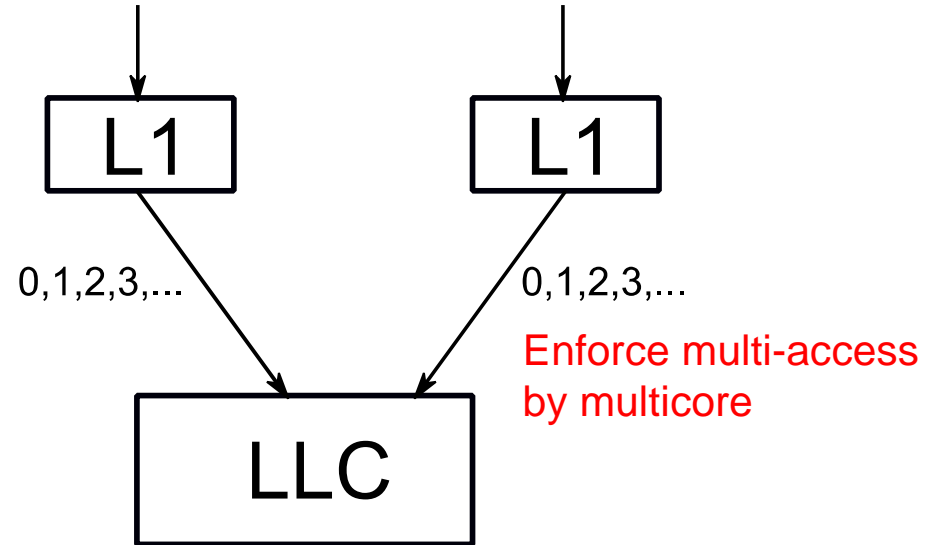 L1
L1
0,1,2,3,...
0,1,2,3,...
Enforce multi-access
by multicore
LLC